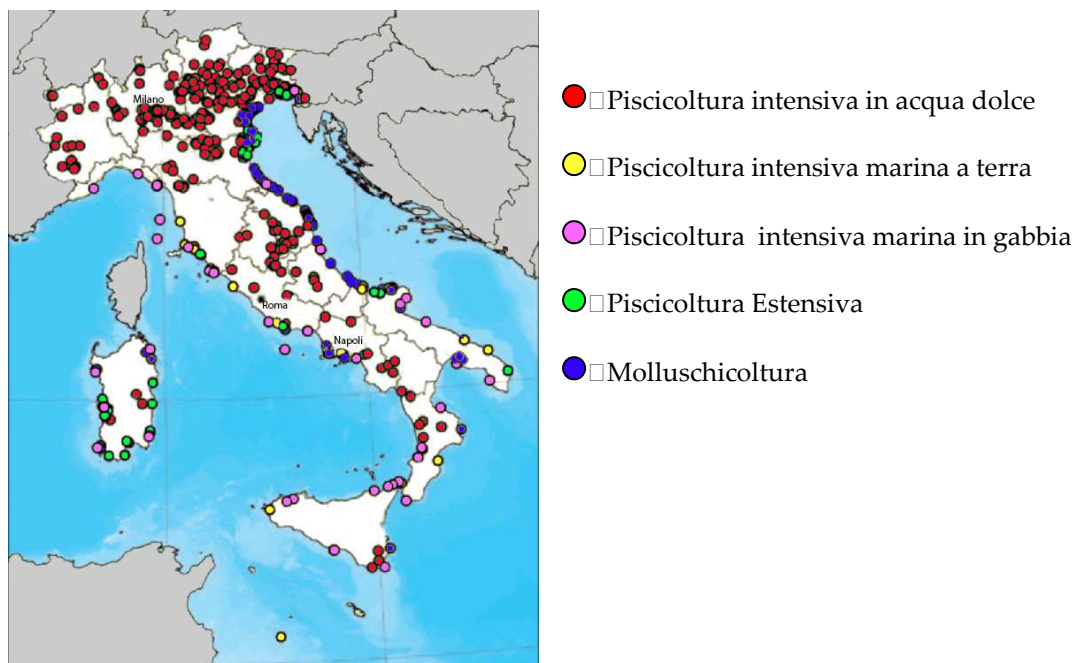 Milano
Roma
Napoli
Piscicoltura intensiva in acqua dolce
Piscicoltura intensiva marina a terra
Piscicoltura  intensiva marina in gabbia
Piscicoltura Estensiva
Molluschicoltura